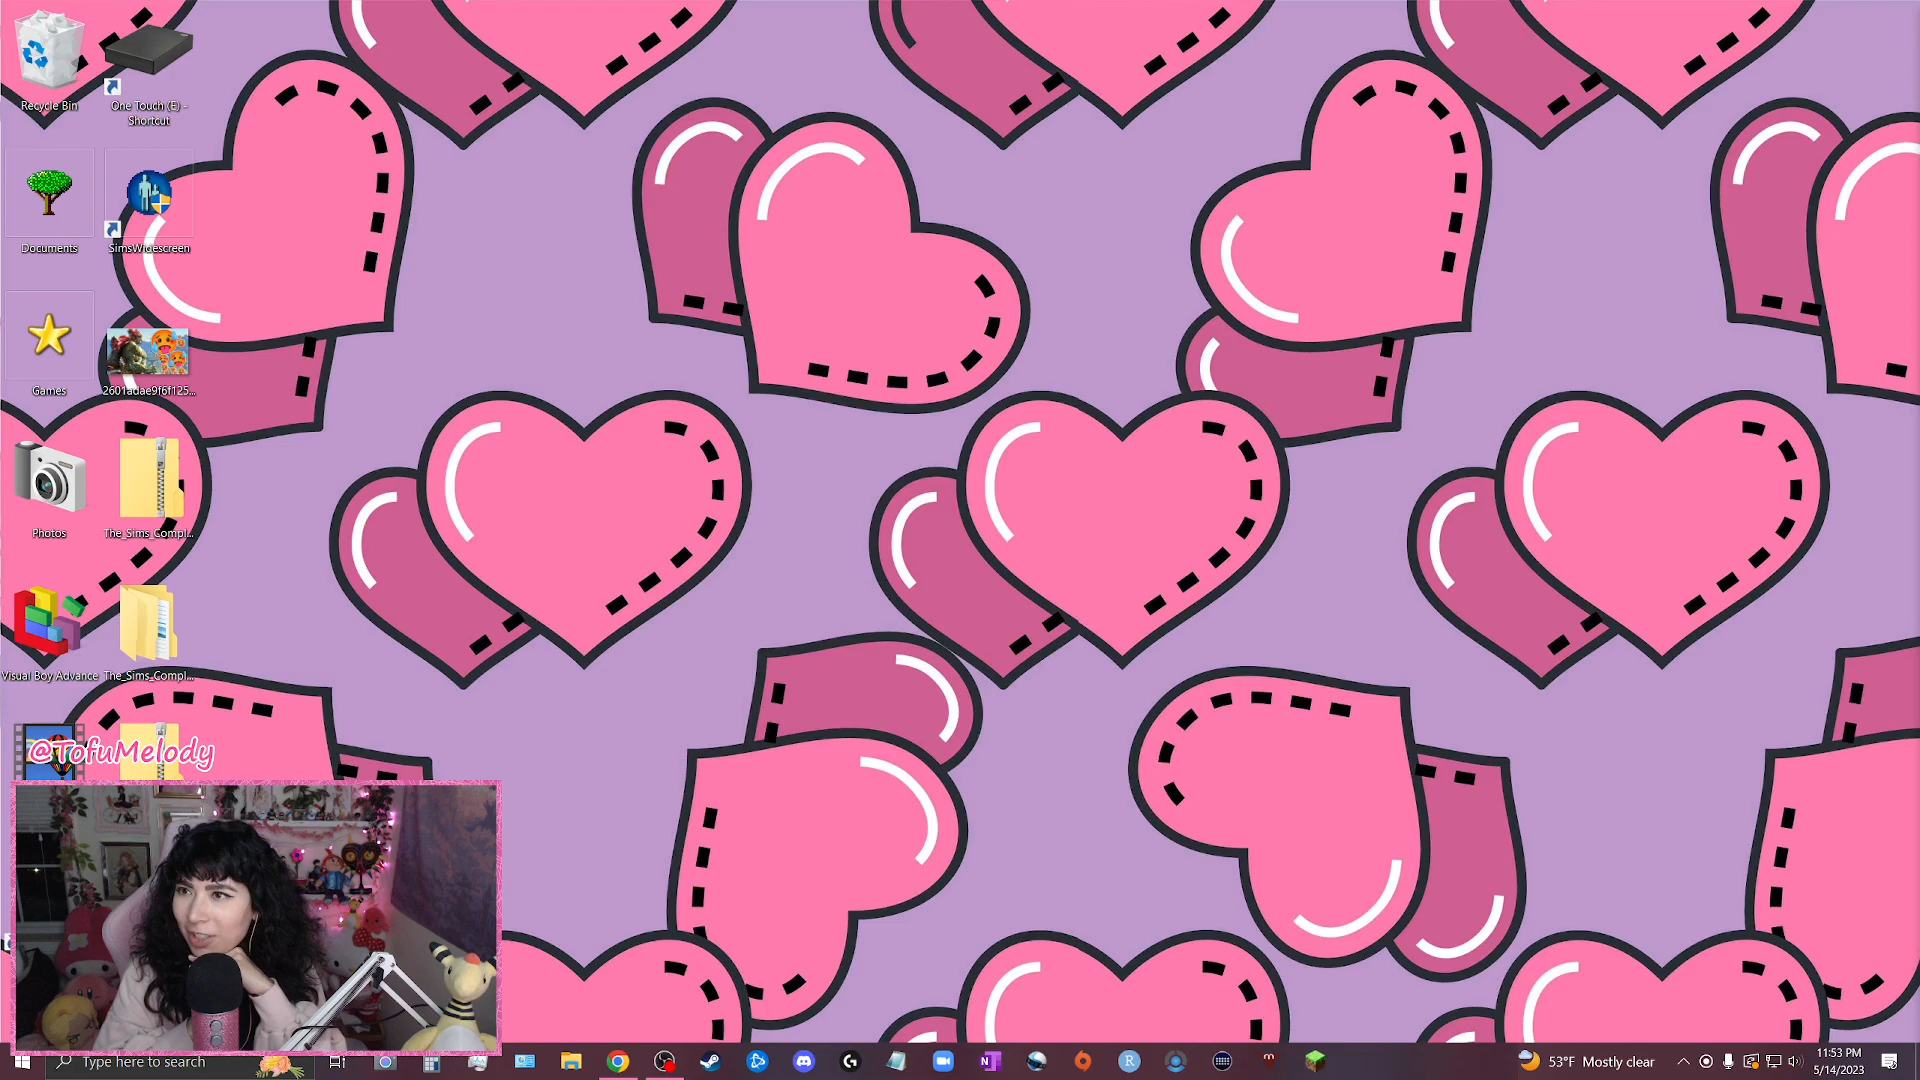 Recycle Bin
One Touch (E) -
Shortcut
Documents
SimsWidescreen
Games
2601adae9f6f125...
Photos
The_Sims_Compl...
Visual Boy Advance
The_Sims_Compl...
@TofuMelody
Type here to search
53°F Mostly clear
11:53 PM
5/14/2023